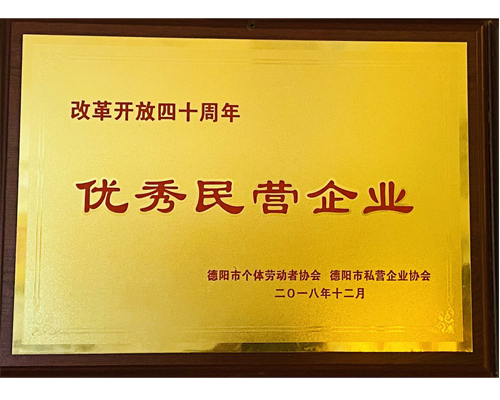 改革开放四十周年
优秀民营企业
德阳市个体劳动者协会 德阳市私营企业协会
二〇一八年十二月